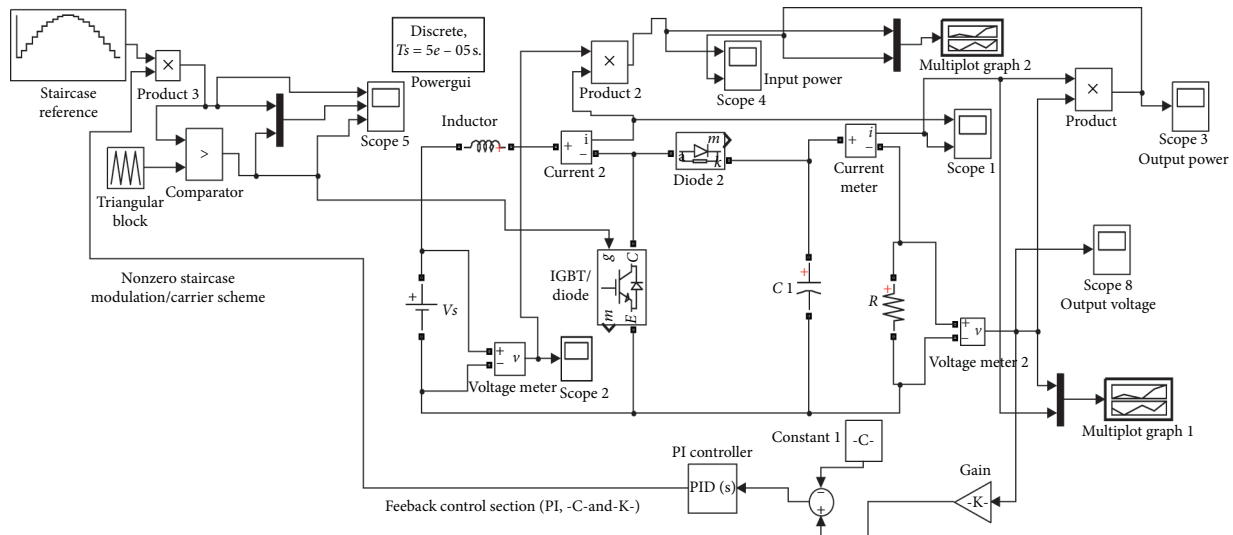 Staircase
reference
×
Product 3
Discrete,
Ts = 5e – 05 s.
Powergui
×
Product 2
Scope 4
Input power
Multiplot graph 2
×
Product
Scope 3
Output power
Scope 5
>
Comparator
Triangular
block
Inductor
+
+
i
–
Current 2
m
a
k
Diode 2
+
i
–
Current
meter
Scope 1
Nonzero staircase
modulation/carrier scheme
+
Vs
IGBT/
diode
g
C
m
E
+
C 1
+
R
Scope 8
Output voltage
+
–
v
Voltage meter
Scope 2
+
–
v
Voltage meter 2
Multiplot graph 1
Constant 1
-C-
PI controller
PID (s)
–
+
Gain
-K-
Feeback control section (PI, -C-and-K-)